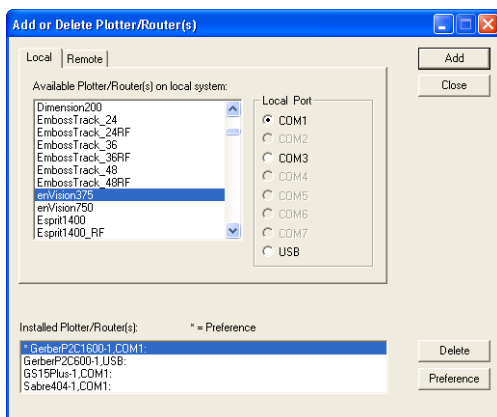 Add or Delete Plotter/Router(s)
Local
Remote
Add
Close
Available Plotter/Router(s) on local system:
Dimension200
EmbossTrack_24
EmbossTrack_24RF
EmbossTrack_36
EmbossTrack_36RF
EmbossTrack_48
EmbossTrack_48RF
enVision375
enVision750
Esprit1400
Esprit1400_RF
Local Port
COM1
COM2
COM3
COM4
COM5
COM6
COM7
USB
Installed Plotter/Router(s): * = Preference
* GerberP2C1600-1,COM1:
GerberP2C600-1,USB:
GS15Plus-1,COM1:
Sabre404-1,COM1:
Delete
Preference